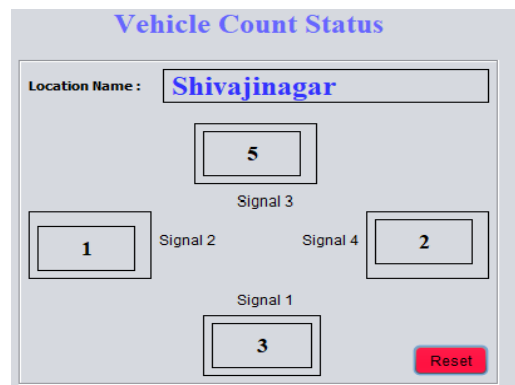 Vehicle Count Status
Location Name : Shivajinagar
5
Signal 3
1 Signal 2 Signal 4 2
Signal 1
3
Reset